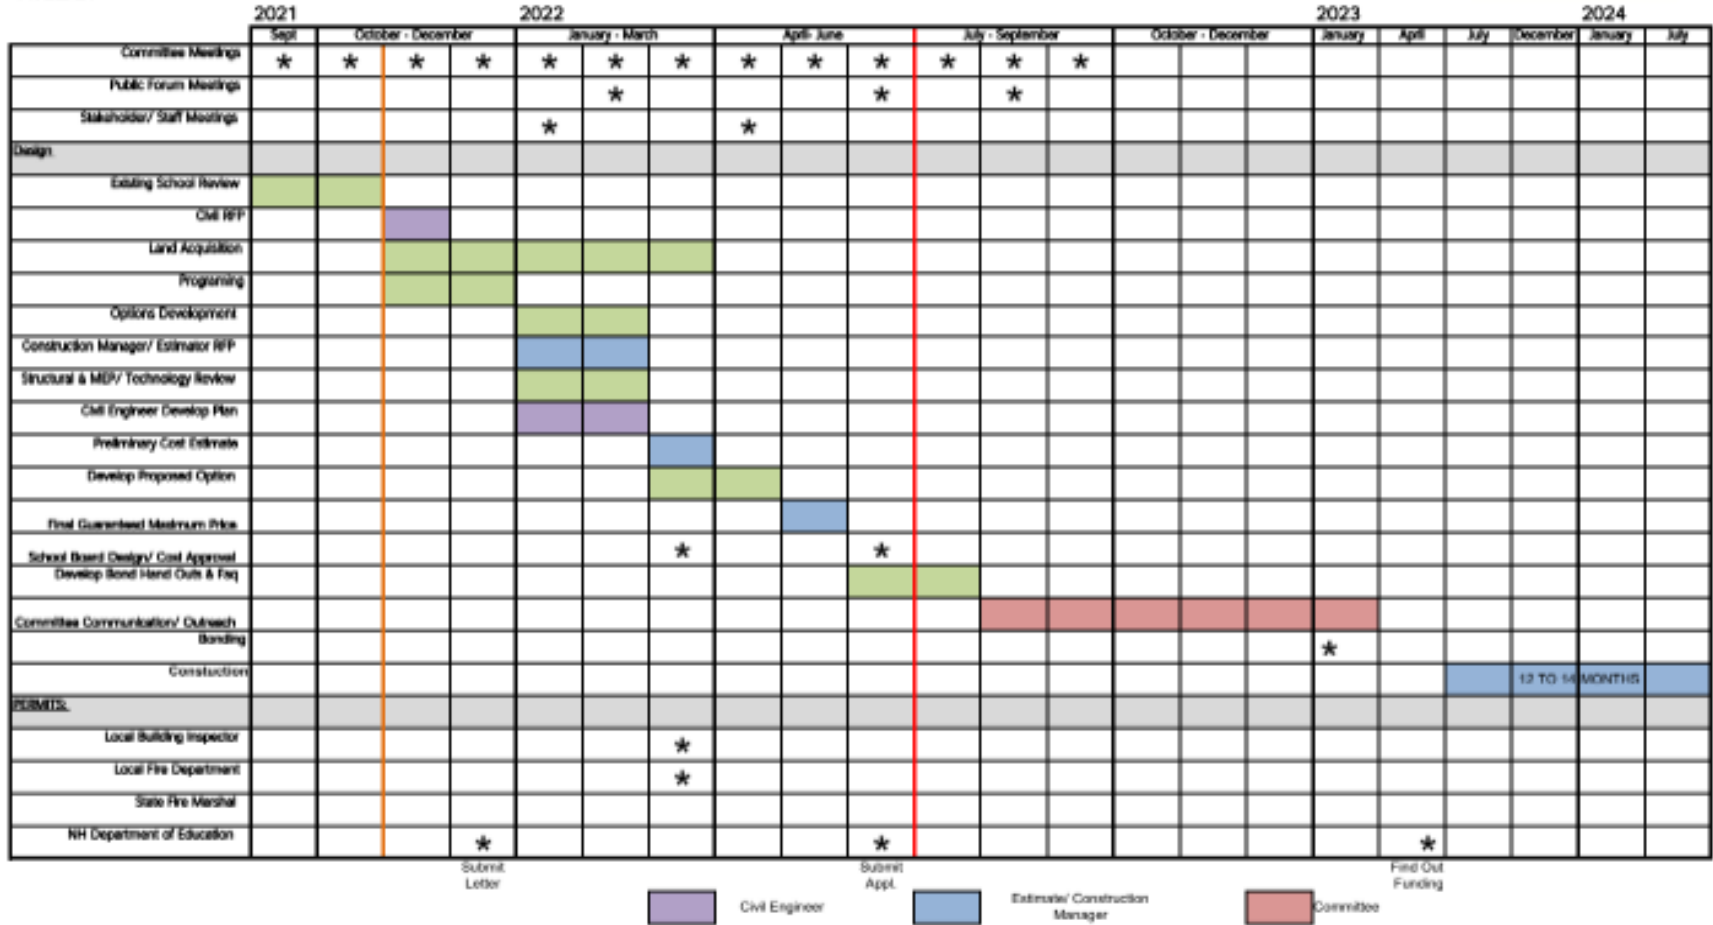 2021 2022 2023 2024
Sept October - December January - March April- June July - September October - December January April July December January July
Committee Meetings * * * * * * * * * * * * *
Public Forum Meetings * * *
Stakeholder/ Staff Meetings * *
Design
Existing School Review
Civil RFP
Land Acquisition
Programing
Options Development
Construction Manager/ Estimator RFP
Structural & MEP/ Technology Review
Civil Engineer Develop Plan
Preliminary Cost Estimate
Develop Proposed Option
Final Guaranteed Maximum Price
School Board Design/ Cost Approval * *
Develop Bond Hand Outs & Faq
Committee Communication/ Outreach
Bonding *
Constuction 12 TO 14 MONTHS
PERMITS:
Local Building Inspector *
Local Fire Department *
State Fire Marshal
NH Department of Education * * *
Submit Submit Find Out
Letter Appl. Funding
Civil Engineer Estimate/ Construction Committee
Manager